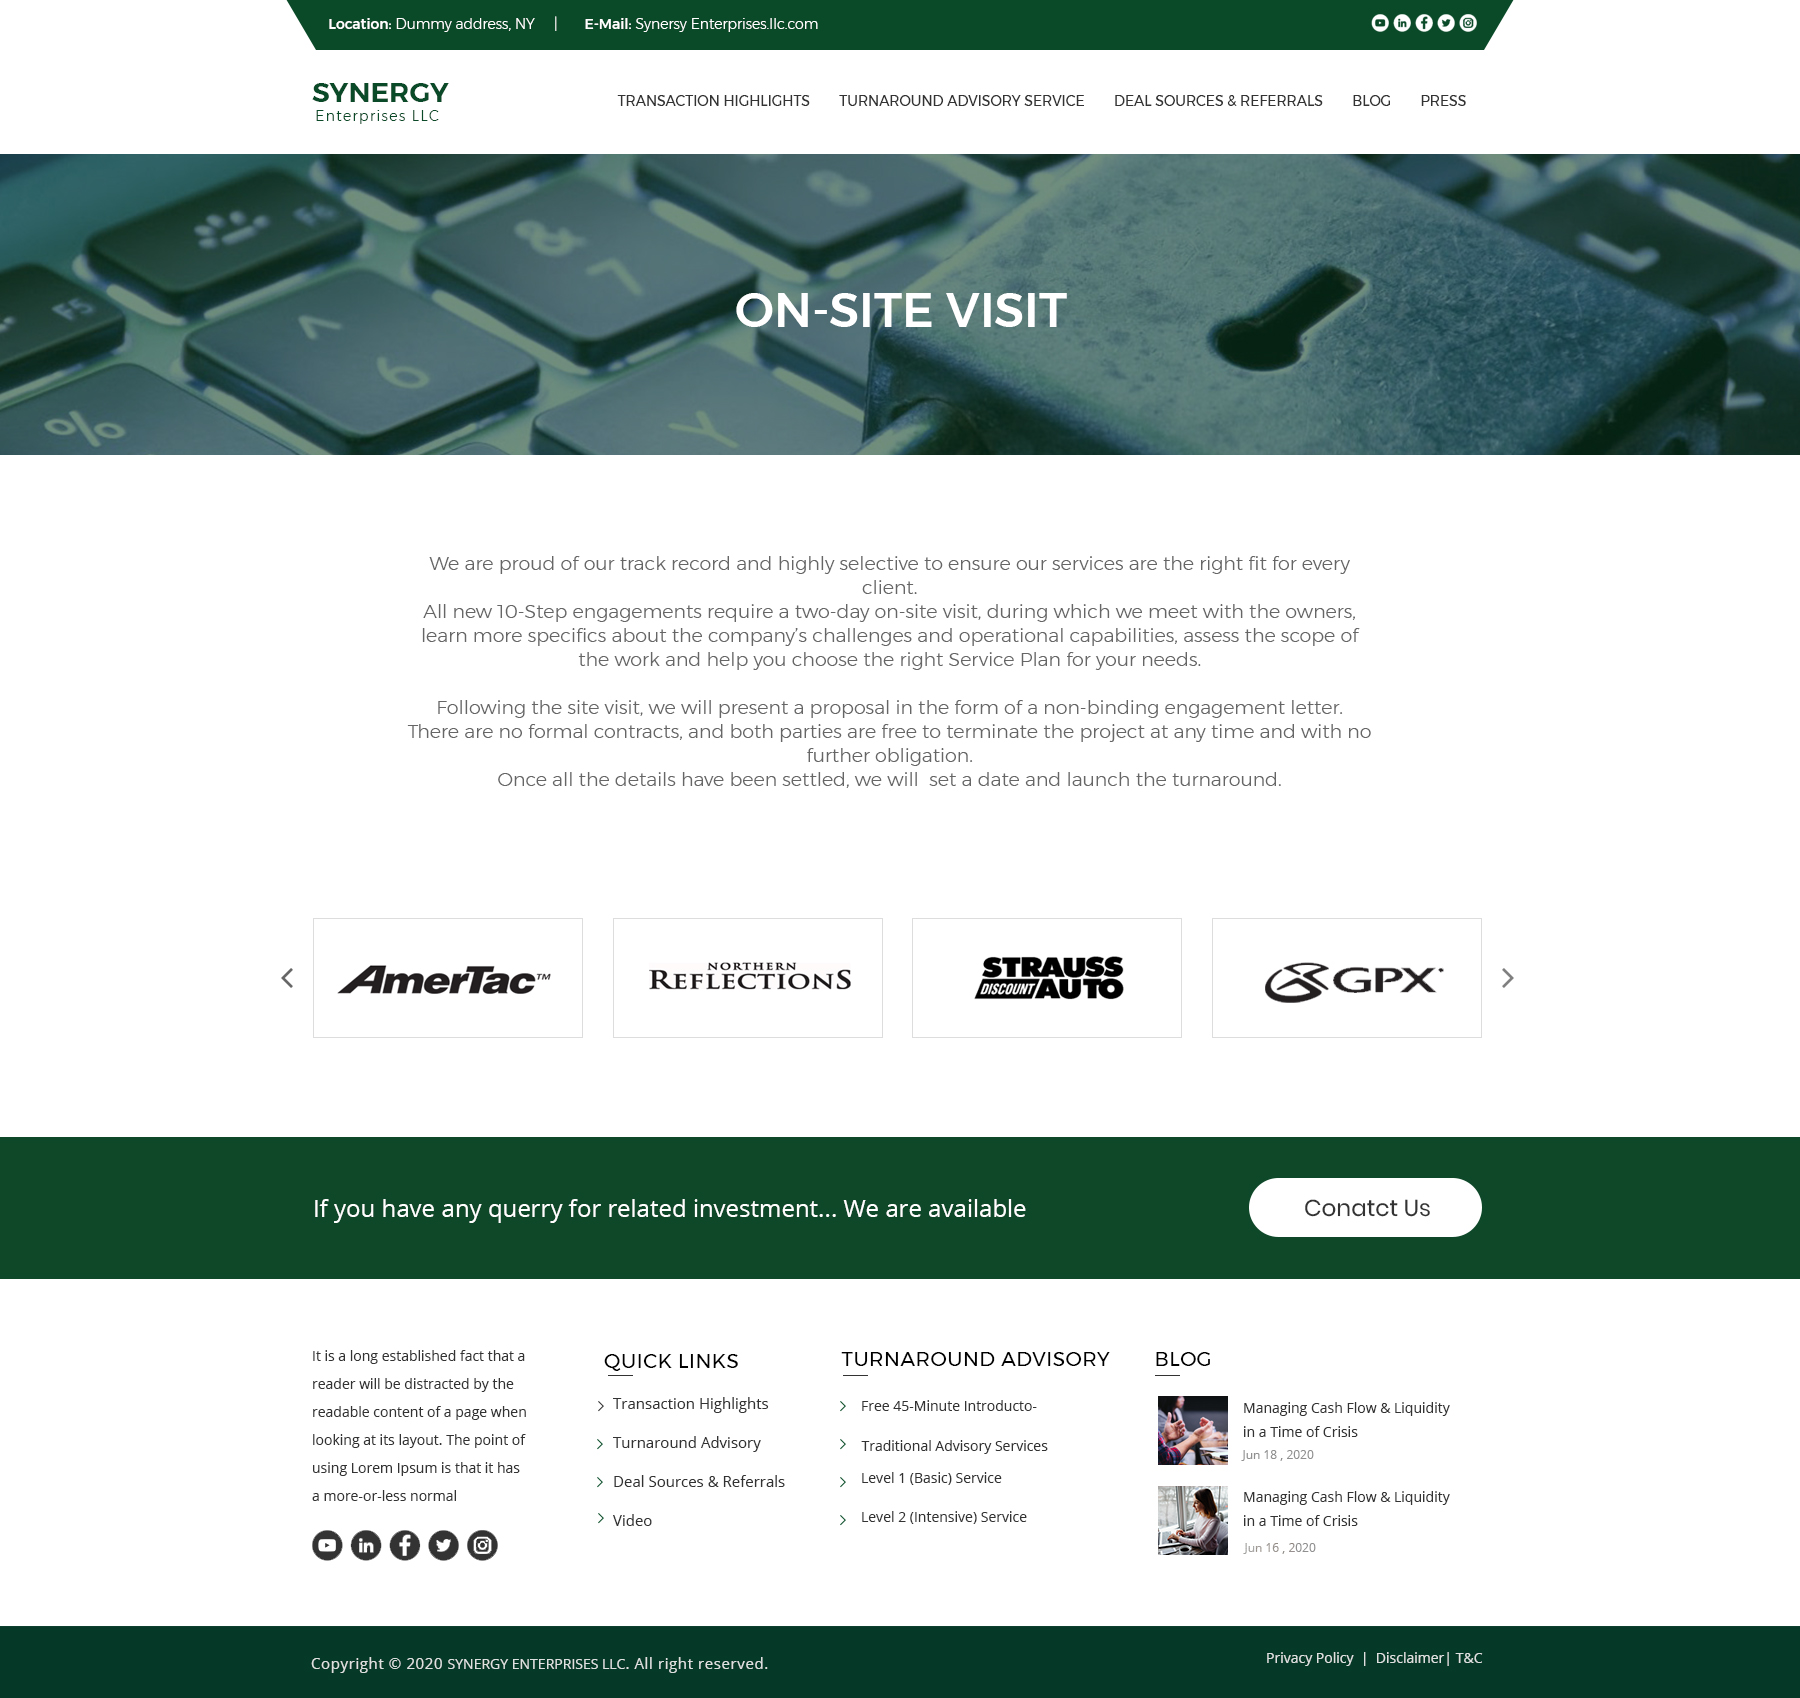 Location: Dummy address, NY | E-Mail: Synersy Enterprises.llc.com
SYNERGY
Enterprises LLC
TRANSACTION HIGHLIGHTS TURNAROUND ADVISORY SERVICE DEAL SOURCES & REFERRALS BLOG PRESS
F5
6
%
Y
ON-SITE VISIT
We are proud of our track record and highly selective to ensure our services are the right fit for every
client.
All new 10-Step engagements require a two-day on-site visit, during which we meet with the owners,
learn more specifics about the company’s challenges and operational capabilities, assess the scope of
the work and help you choose the right Service Plan for your needs.
Following the site visit, we will present a proposal in the form of a non-binding engagement letter.
There are no formal contracts, and both parties are free to terminate the project at any time and with no
further obligation.
Once all the details have been settled, we will  set a date and launch the turnaround.
AmerTac™
NORTHERN
REFLECTIONS
STRAUSS
DISCOUNT AUTO
GPX
If you have any querry for related investment... We are available
Conatct Us
It is a long established fact that a
reader will be distracted by the
readable content of a page when
looking at its layout. The point of
using Lorem Ipsum is that it has
a more-or-less normal
QUICK LINKS
Transaction Highlights
Turnaround Advisory
Deal Sources & Referrals
Video
TURNAROUND ADVISORY
Free 45-Minute Introducto-
Traditional Advisory Services
Level 1 (Basic) Service
Level 2 (Intensive) Service
BLOG
Managing Cash Flow & Liquidity
in a Time of Crisis
Jun 18 , 2020
Managing Cash Flow & Liquidity
in a Time of Crisis
Jun 16 , 2020
Copyright © 2020 SYNERGY ENTERPRISES LLC. All right reserved.
Privacy Policy | Disclaimer| T&C